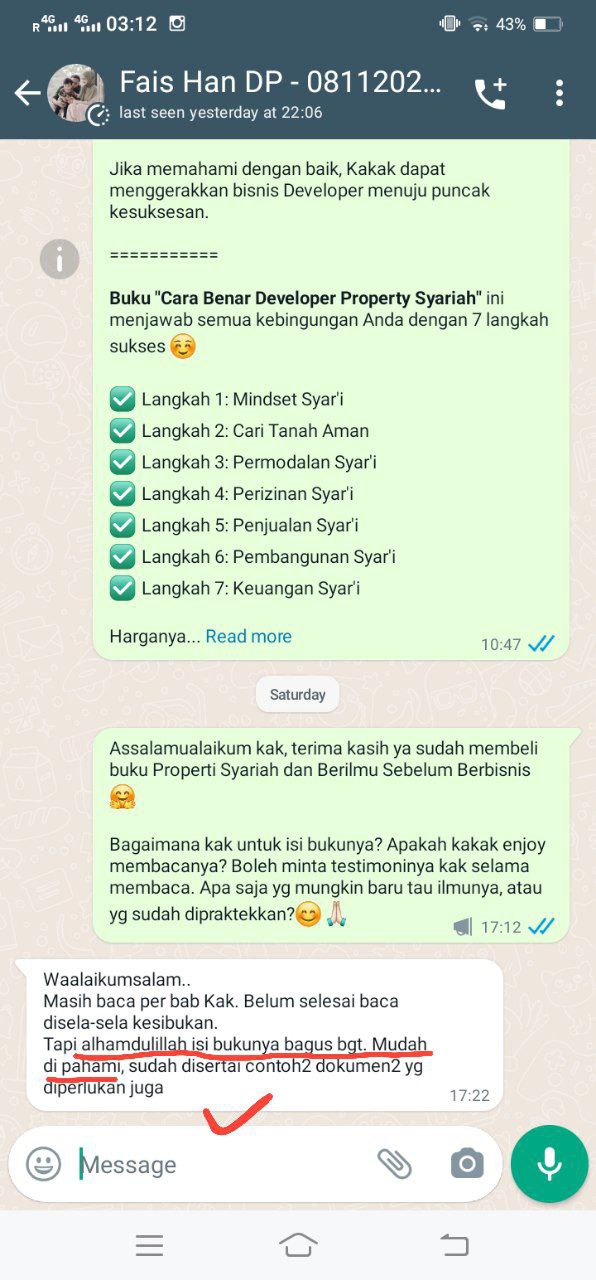 R 4G 4G 03:12 43%
Fais Han DP - 0811202...
last seen yesterday at 22:06
Jika memahami dengan baik, Kakak dapat
menggerakkan bisnis Developer menuju puncak
kesuksesan.
===========
Buku "Cara Benar Developer Property Syariah" ini
menjawab semua kebingungan Anda dengan 7 langkah
sukses ☺️
✅ Langkah 1: Mindset Syar'i
✅ Langkah 2: Cari Tanah Aman
✅ Langkah 3: Permodalan Syar'i
✅ Langkah 4: Perizinan Syar'i
✅ Langkah 5: Penjualan Syar'i
✅ Langkah 6: Pembangunan Syar'i
✅ Langkah 7: Keuangan Syar'i
Harganya... Read more
10:47
Saturday
Assalamualaikum kak, terima kasih ya sudah membeli
buku Properti Syariah dan Berilmu Sebelum Berbisnis
🤗
Bagaimana kak untuk isi bukunya? Apakah kakak enjoy
membacanya? Boleh minta testimoninya kak selama
membaca. Apa saja yg mungkin baru tau ilmunya, atau
yg sudah dipraktekkan?😊🙏🏻
17:12
Waalaikumsalam..
Masih baca per bab Kak. Belum selesai baca
disela-sela kesibukan.
Tapi alhamdulillah isi bukunya bagus bgt. Mudah
di pahami, sudah disertai contoh2 dokumen2 yg
diperlukan juga
17:22
Message